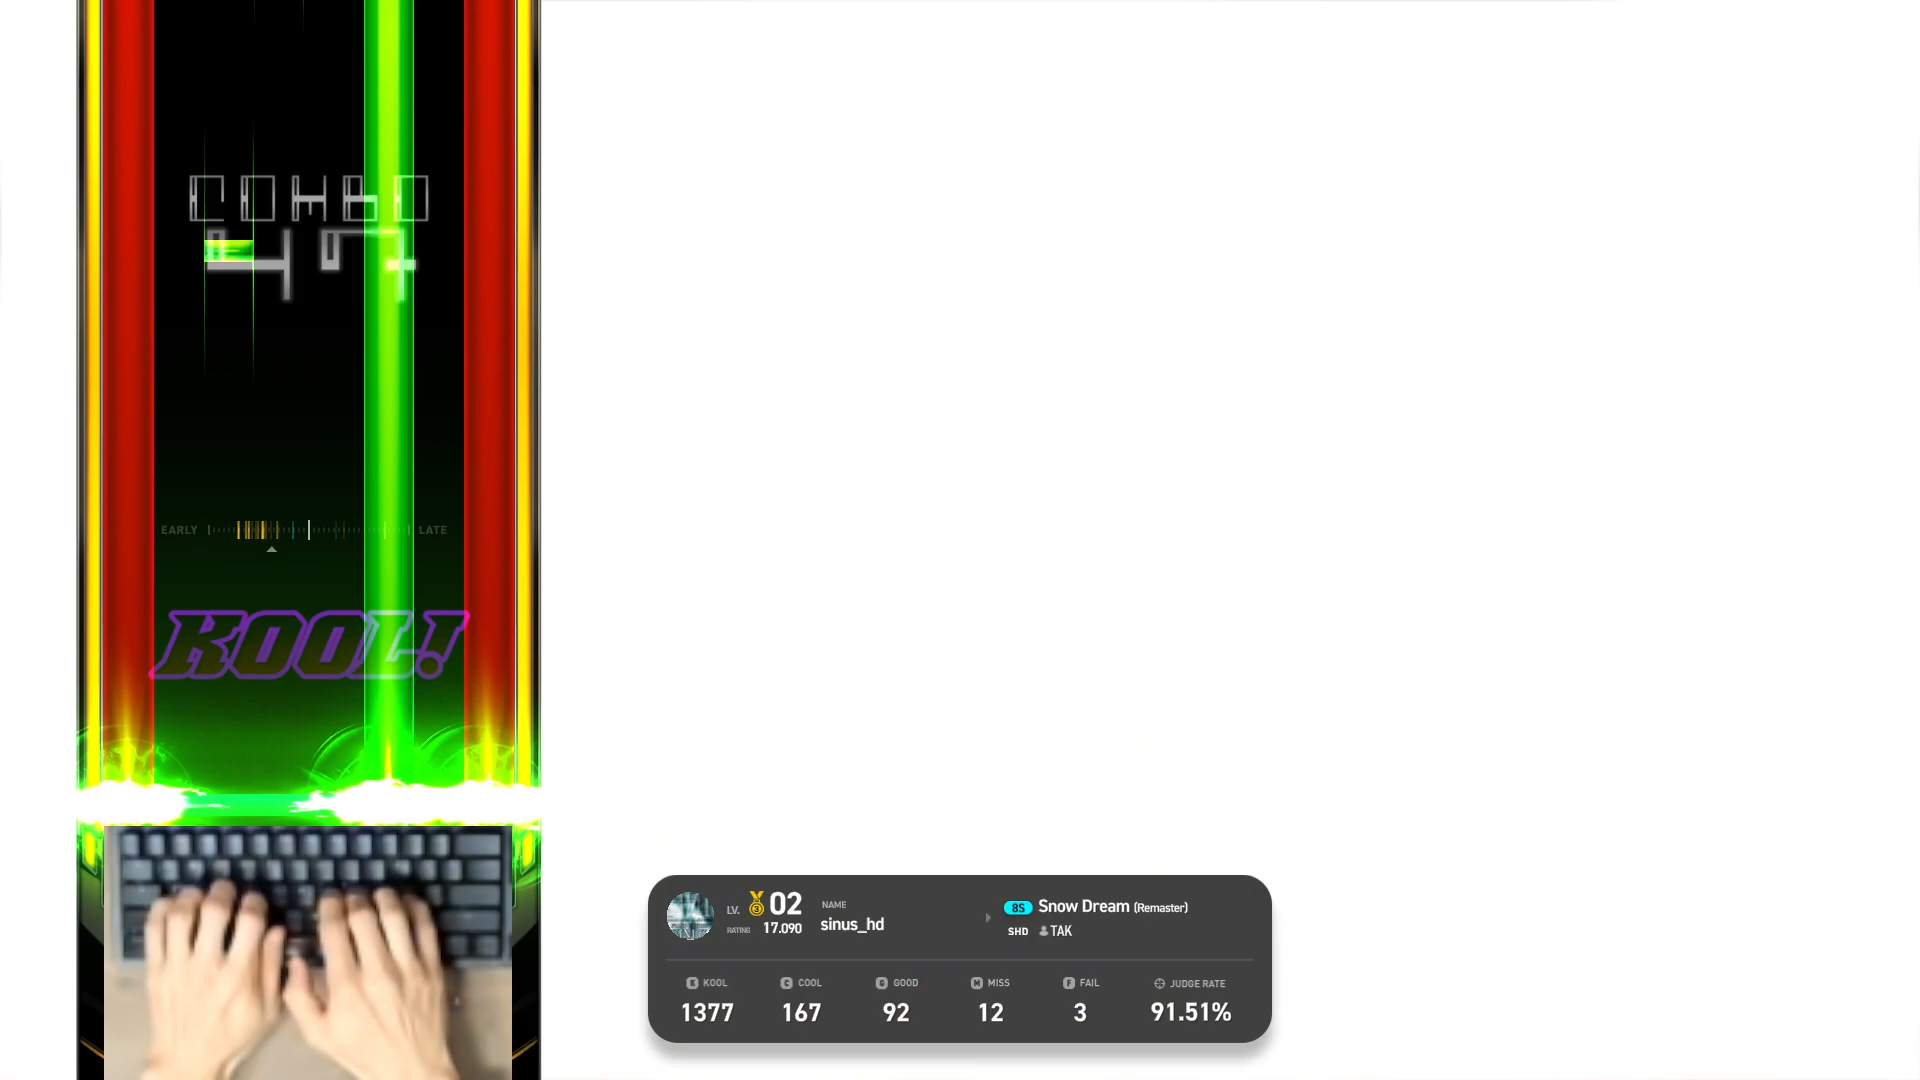 COMBO
47
EARLY LATE
KOOL!
LV. 3 02
RATING 17.090
NAME
sinus_hd
8S Snow Dream (Remaster)
SHD TAK
K KOOL C COOL G GOOD M MISS F FAIL JUDGE RATE
1377 167 92 12 3 91.51%